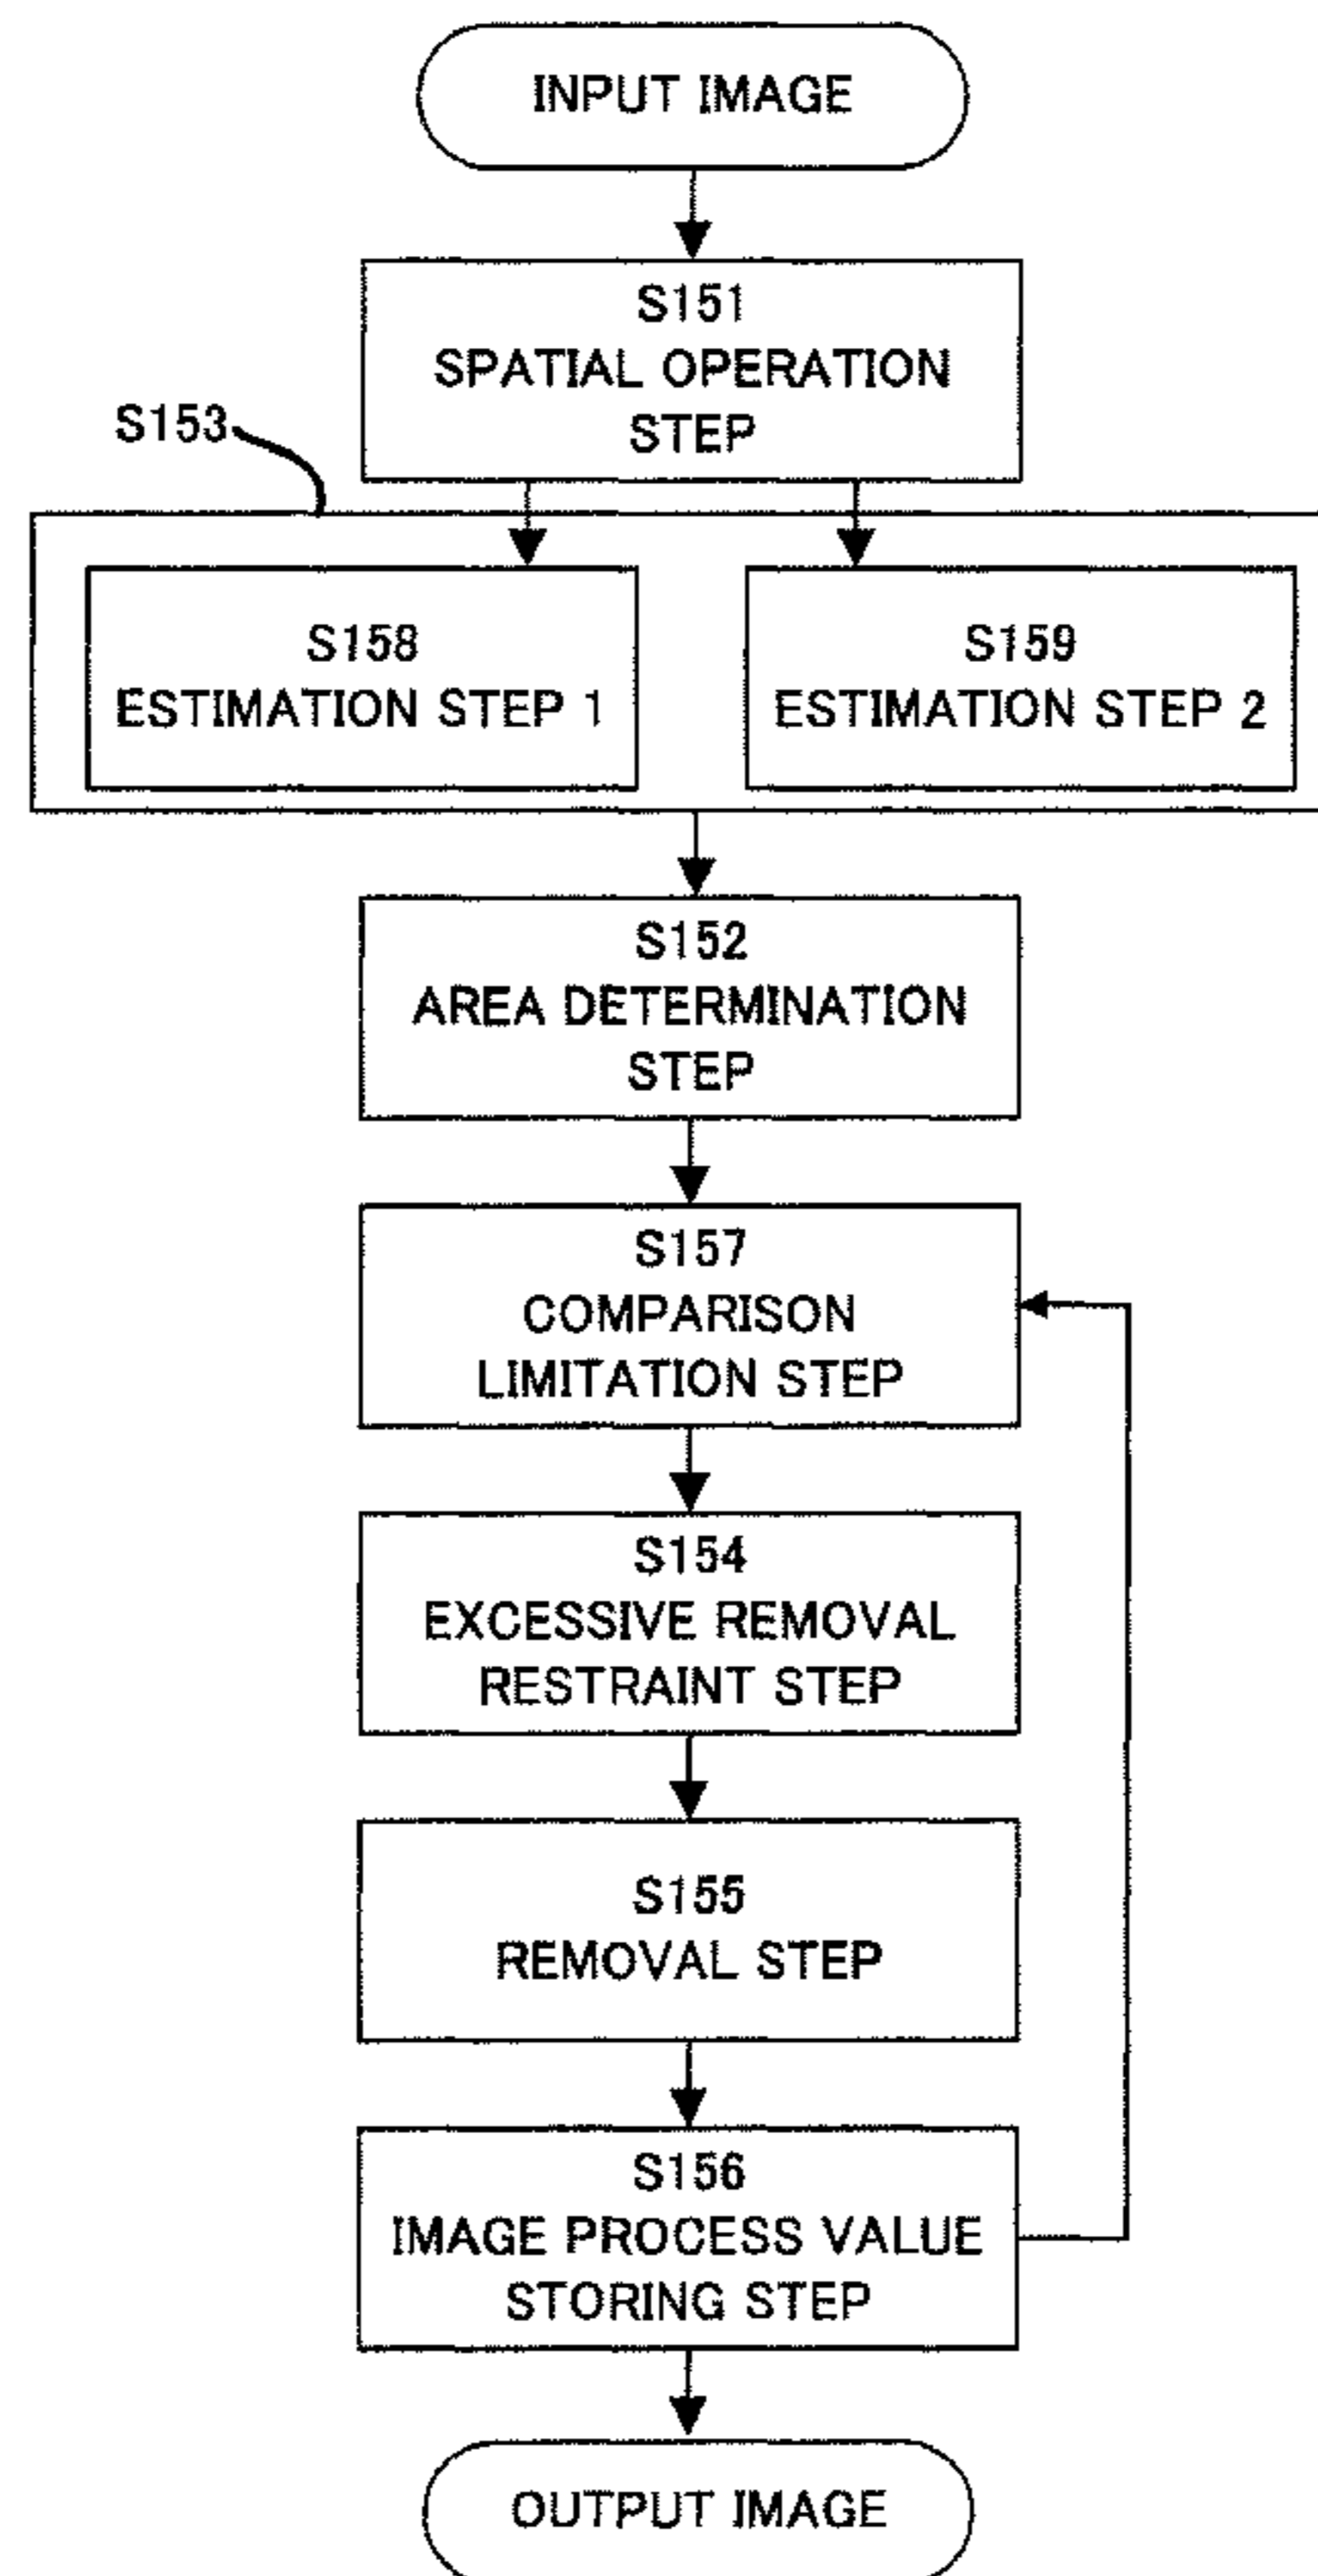 INPUT IMAGE
S151
SPATIAL OPERATION
STEP
S153
S158
ESTIMATION STEP 1
S159
ESTIMATION STEP 2
S152
AREA DETERMINATION
STEP
S157
COMPARISON
LIMITATION STEP
S154
EXCESSIVE REMOVAL
RESTRAINT STEP
S155
REMOVAL STEP
S156
IMAGE PROCESS VALUE
STORING STEP
OUTPUT IMAGE